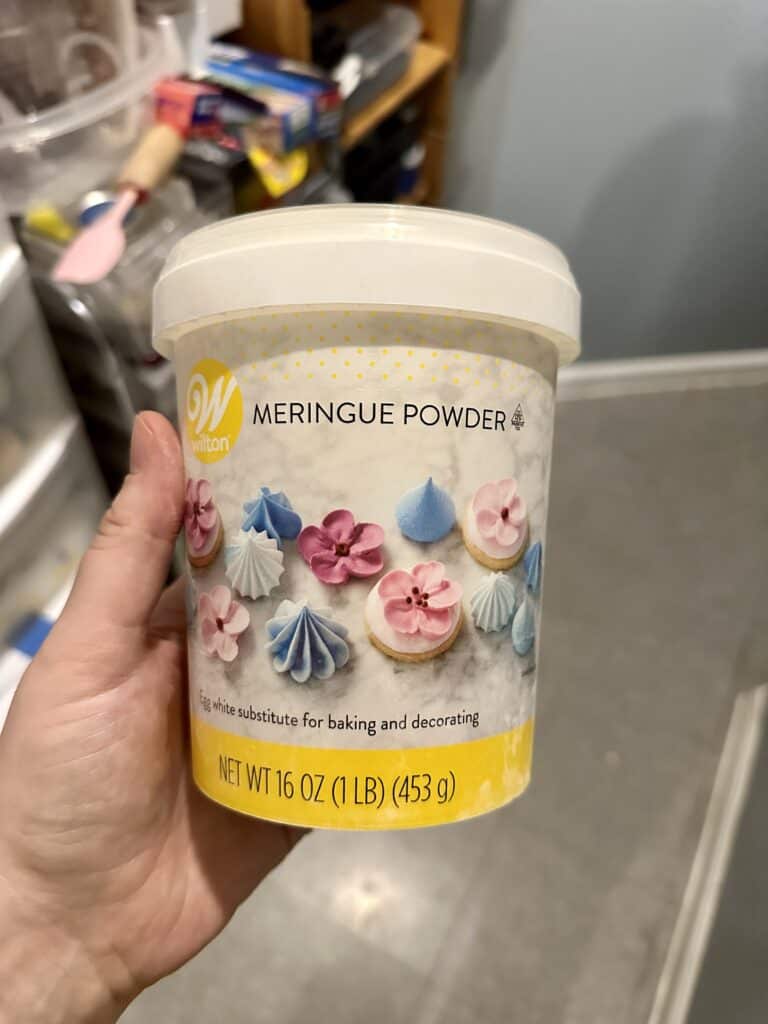 W
wilton
MERINGUE POWDER
Egg white substitute for baking and decorating
NET WT 16 OZ (1 LB) (453 g)